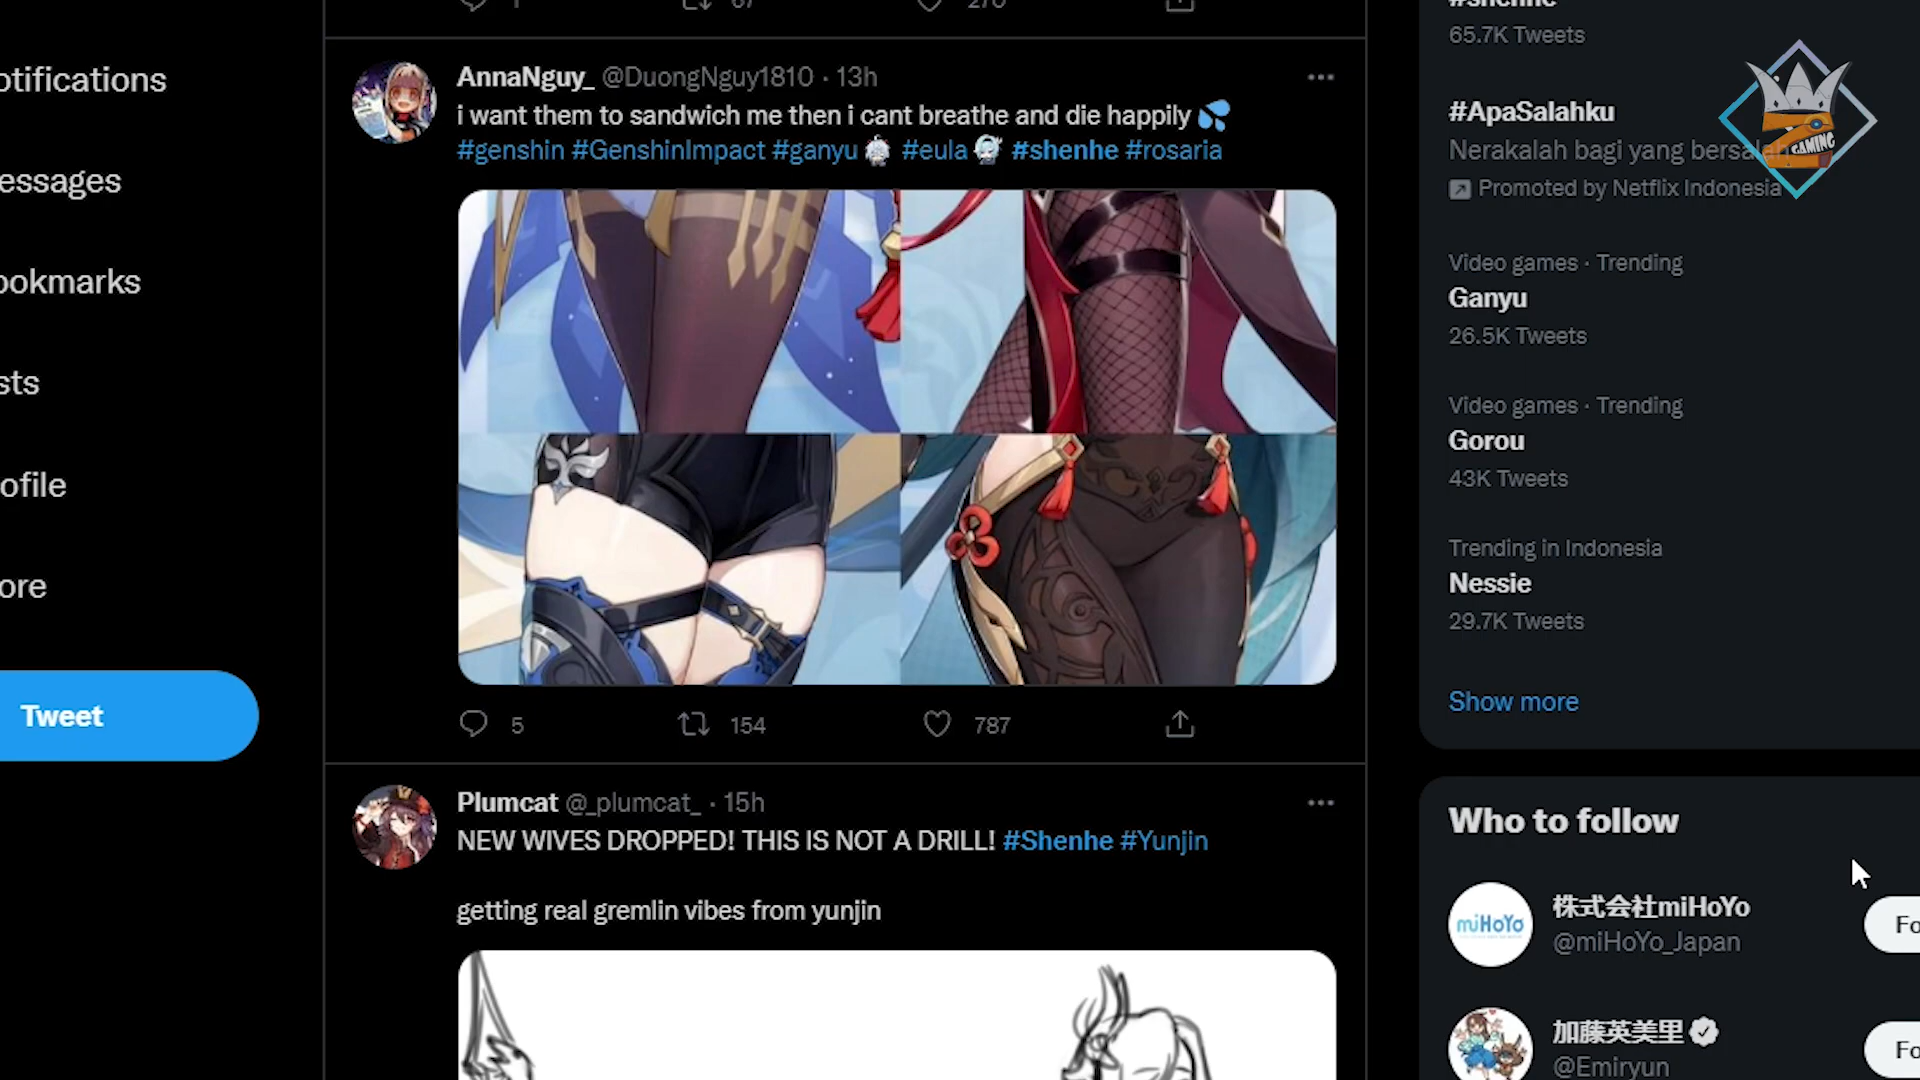 otifications
essages
ookmarks
sts
ofile
ore
Tweet
AnnaNguy_ @DuongNguy1810 · 13h
i want them to sandwich me then i cant breathe and die happily
#genshin #GenshinImpact #ganyu #eula #shenhe #rosaria
5 154 787
Plumcat @_plumcat_ · 15h
NEW WIVES DROPPED! THIS IS NOT A DRILL! #Shenhe #Yunjin
getting real gremlin vibes from yunjin
#shenhe
65.7K Tweets
#ApaSalahku
Nerakalah bagi yang bersalah
Promoted by Netflix Indonesia
Video games · Trending
Ganyu
26.5K Tweets
Video games · Trending
Gorou
43K Tweets
Trending in Indonesia
Nessie
29.7K Tweets
Show more
Who to follow
miHoYo
株式会社miHoYo
@miHoYo_Japan
Fo
加藤英美里
@Emiryun
Fo
GAMING